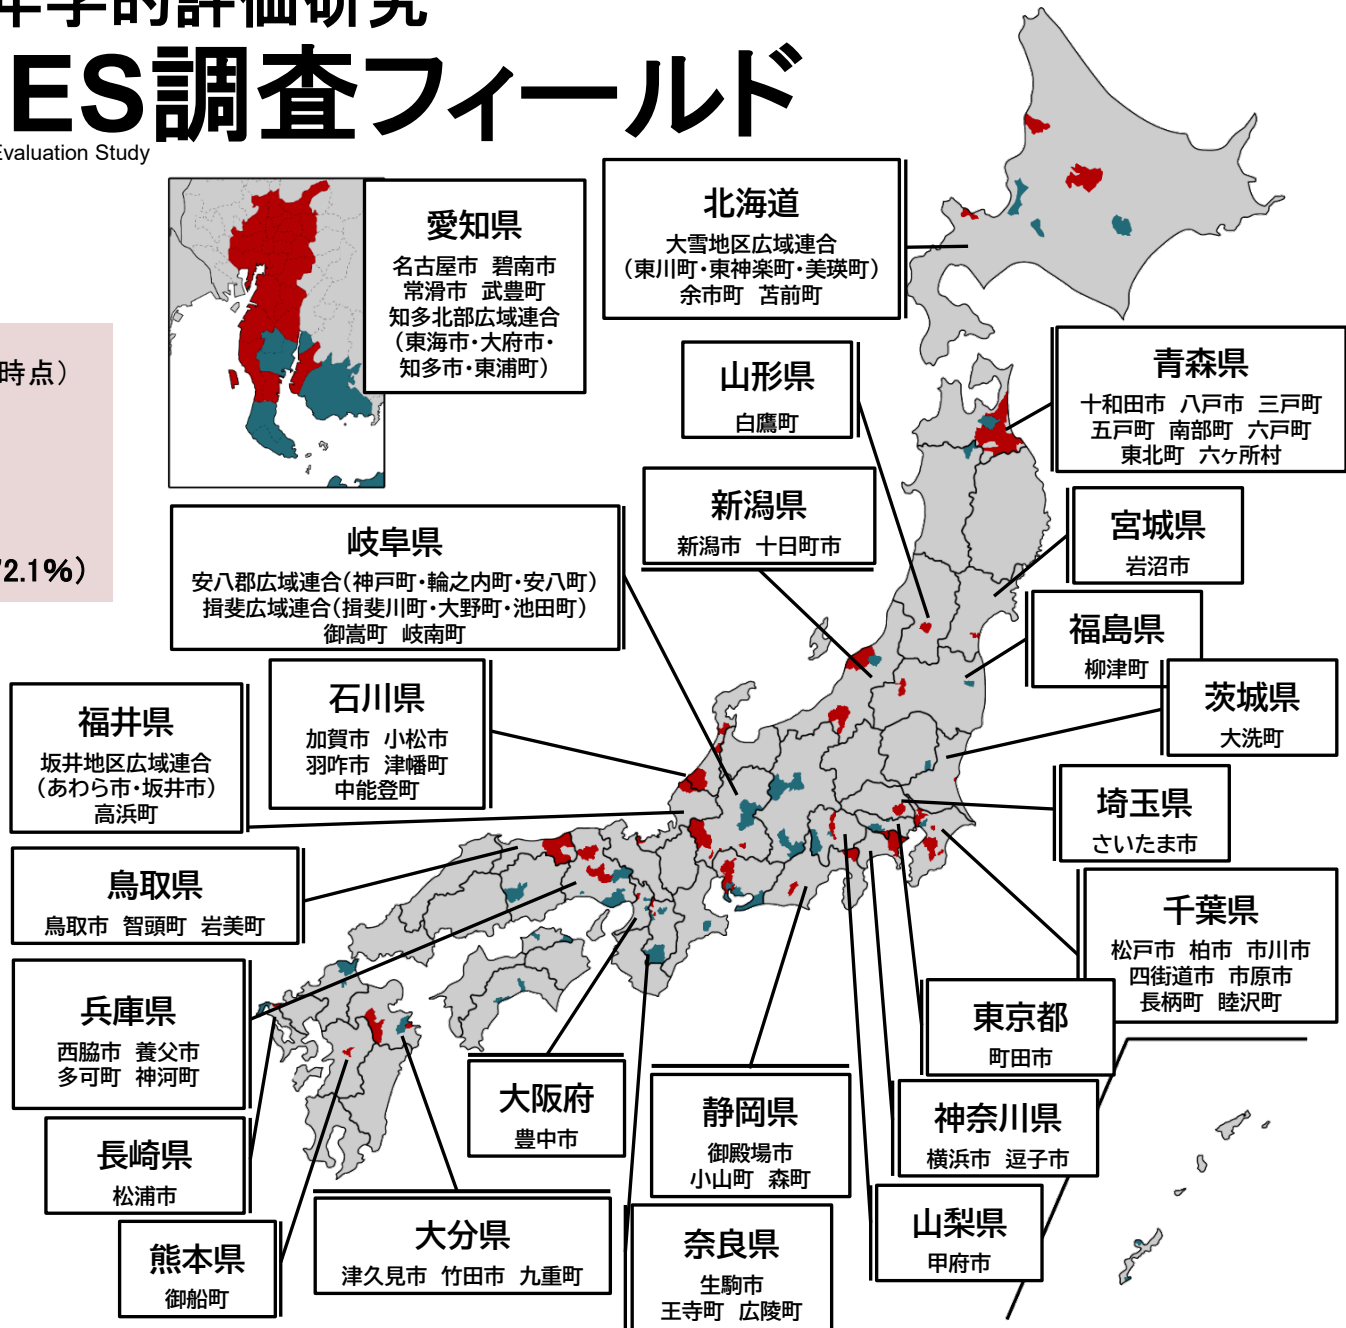 年学的評価研究
ES調査フィールド
Evaluation Study
時点）
72.1%）
愛知県
名古屋市 碧南市
常滑市 武豊町
知多北部広域連合
（東海市・大府市・
知多市・東浦町）
北海道
大雪地区広域連合
（東川町・東神楽町・美瑛町）
余市町 苫前町
山形県
白鷹町
青森県
十和田市 八戸市 三戸町
五戸町 南部町 六戸町
東北町 六ヶ所村
新潟県
新潟市 十日町市
宮城県
岩沼市
岐阜県
安八郡広域連合（神戸町・輪之内町・安八町）
揖斐広域連合（揖斐川町・大野町・池田町）
御嵩町 岐南町
福島県
柳津町
石川県
加賀市 小松市
羽咋市 津幡町
中能登町
茨城県
大洗町
福井県
坂井地区広域連合
（あわら市・坂井市）
高浜町
埼玉県
さいたま市
鳥取県
鳥取市 智頭町 岩美町
千葉県
松戸市 柏市 市川市
四街道市 市原市
長柄町 睦沢町
兵庫県
西脇市 養父市
多可町 神河町
東京都
町田市
大阪府
豊中市
静岡県
御殿場市
小山町 森町
神奈川県
横浜市 逗子市
長崎県
松浦市
山梨県
甲府市
熊本県
御船町
大分県
津久見市 竹田市 九重町
奈良県
生駒市
王寺町 広陵町